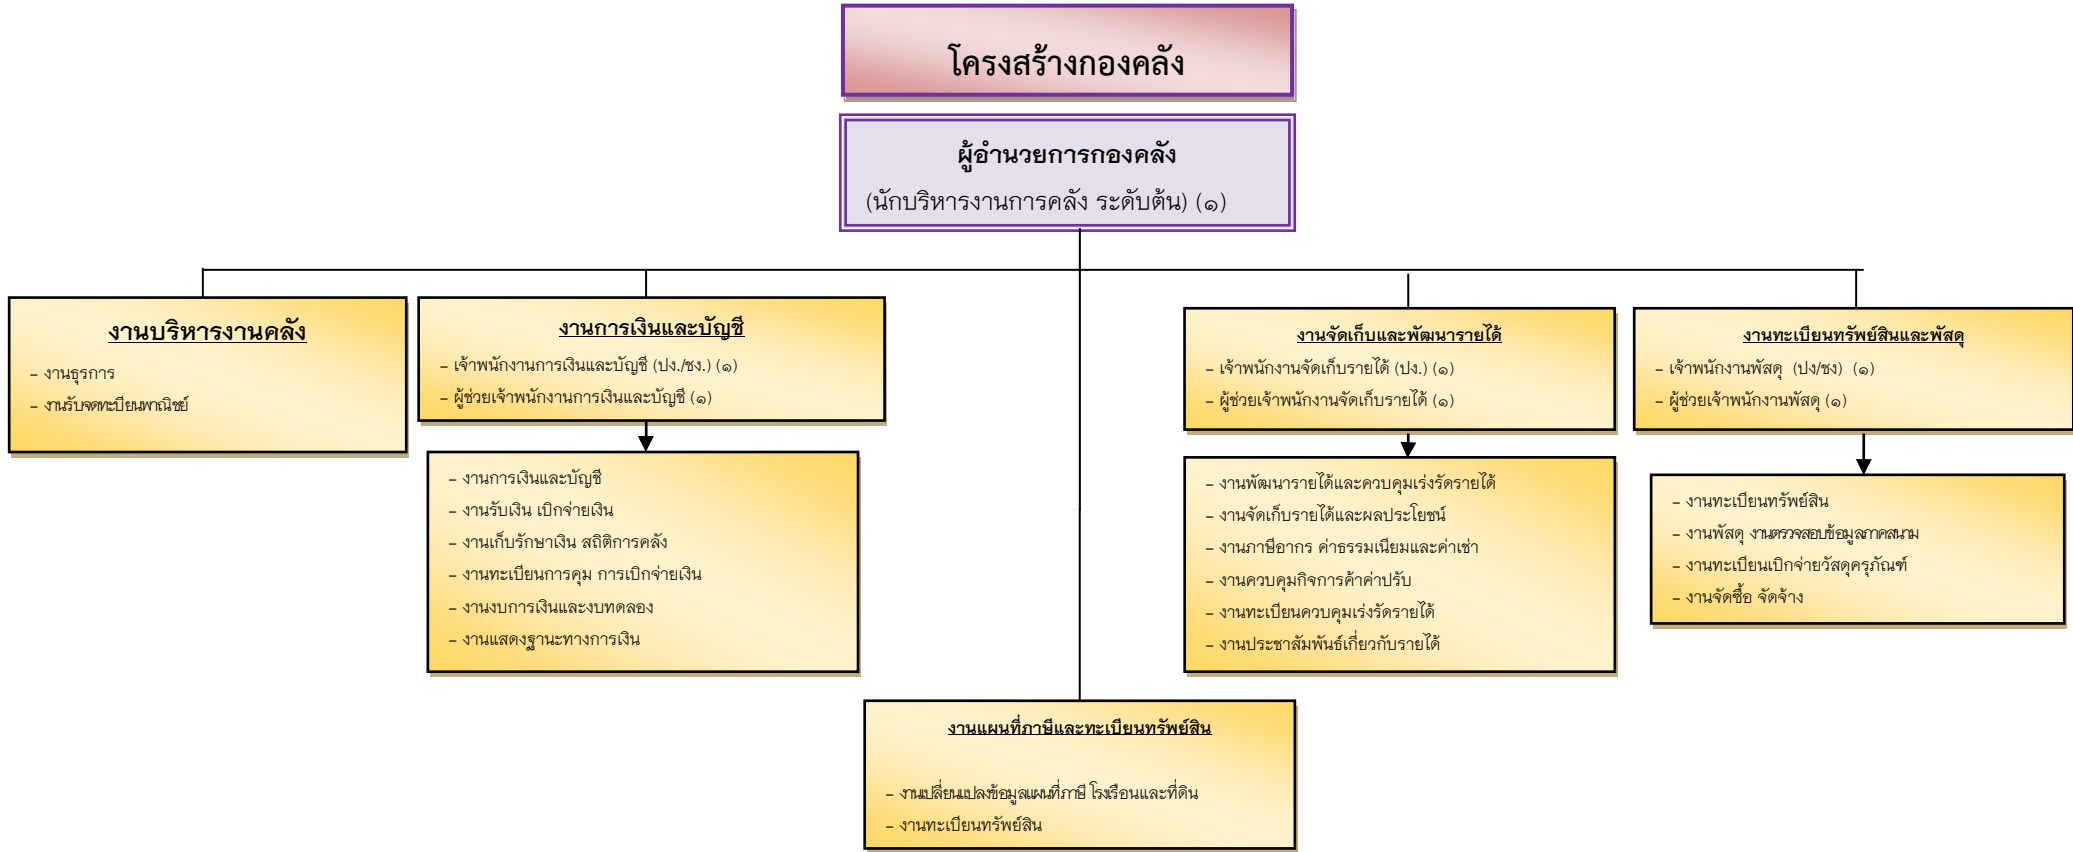 โครงสร้างกองคลัง
ผู้อำนวยการกองคลัง
(นักบริหารงานการคลัง ระดับต้น) (๑)
งานบริหารงานคลัง
– งานธุรการ
– งานรับจดทะเบียนพาณิชย์
งานการเงินและบัญชี
– เจ้าพนักงานการเงินและบัญชี (ปง./ชง.) (๑)
– ผู้ช่วยเจ้าพนักงานการเงินและบัญชี (๑)
– งานการเงินและบัญชี
– งานรับเงิน เบิกจ่ายเงิน
– งานเก็บรักษาเงิน สถิติการคลัง
– งานทะเบียนการคุม การเบิกจ่ายเงิน
– งานงบการเงินและงบทดลอง
– งานแสดงฐานะทางการเงิน
งานจัดเก็บและพัฒนารายได้
– เจ้าพนักงานจัดเก็บรายได้ (ปง.) (๑)
– ผู้ช่วยเจ้าพนักงานจัดเก็บรายได้ (๑)
– งานพัฒนารายได้และควบคุมเร่งรัดรายได้
– งานจัดเก็บรายได้และผลประโยชน์
– งานภาษีอากร ค่าธรรมเนียมและค่าเช่า
– งานควบคุมกิจการค้าค่าปรับ
– งานทะเบียนควบคุมเร่งรัดรายได้
– งานประชาสัมพันธ์เกี่ยวกับรายได้
งานทะเบียนทรัพย์สินและพัสดุ
– เจ้าพนักงานพัสดุ (ปง/ชง) (๑)
– ผู้ช่วยเจ้าพนักงานพัสดุ (๑)
– งานทะเบียนทรัพย์สิน
– งานพัสดุ งานตรวจสอบข้อมูลภาคสนาม
– งานทะเบียนเบิกจ่ายวัสดุครุภัณฑ์
– งานจัดซื้อ จัดจ้าง
งานแผนที่ภาษีและทะเบียนทรัพย์สิน
– งานเปลี่ยนแปลงข้อมูลแผนที่ภาษี โรงเรือนและที่ดิน
– งานทะเบียนทรัพย์สิน